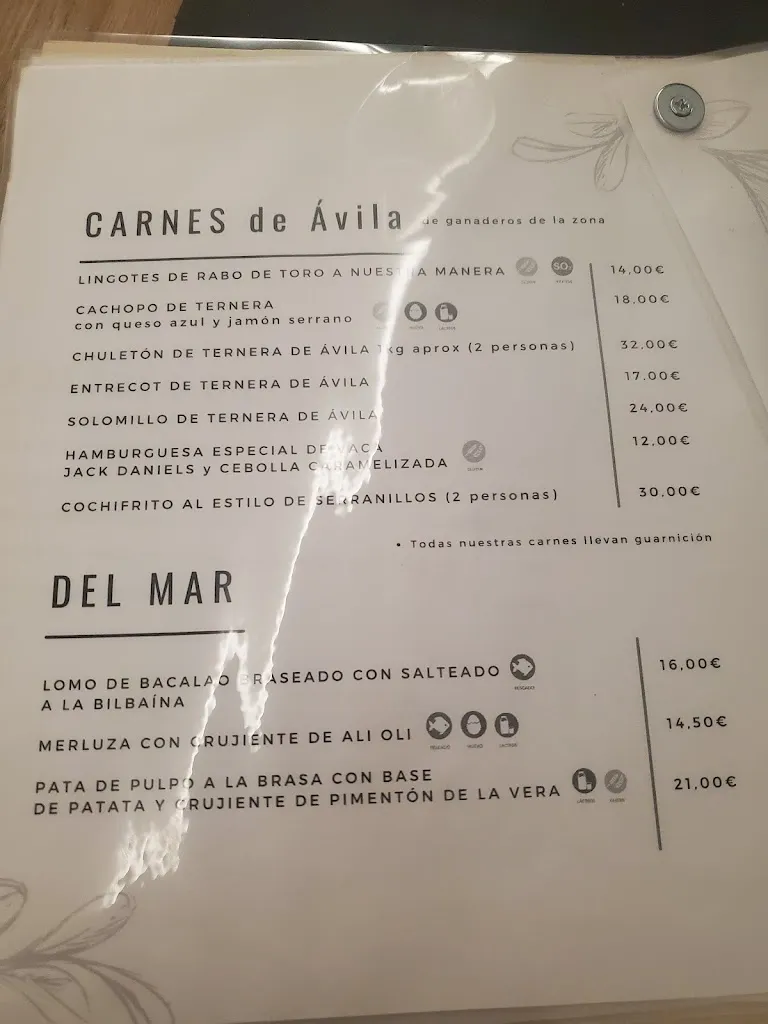 CARNES de Ávila de ganaderos de la zona
LINGOTES DE RABO DE TORO A NUESTRA MANERA SO₂ 14,00€
CACHOPO DE TERNERA 18,00€
con queso azul y jamón serrano
CHULETÓN DE TERNERA DE ÁVILA 1kg aprox (2 personas) 32,00€
ENTRECOT DE TERNERA DE ÁVILA 17,00€
SOLOMILLO DE TERNERA DE ÁVILA 24,00€
HAMBURGUESA ESPECIAL DE VACA 12,00€
JACK DANIELS y CEBOLLA CARAMELIZADA
COCHIFRITO AL ESTILO DE SERRANILLOS (2 personas) 30,00€
• Todas nuestras carnes llevan guarnición
DEL MAR
LOMO DE BACALAO BRASEADO CON SALTEADO 16,00€
A LA BILBAÍNA
MERLUZA CON CRUJIENTE DE ALI OLI 14,50€
PATA DE PULPO A LA BRASA CON BASE 21,00€
DE PATATA Y CRUJIENTE DE PIMENTÓN DE LA VERA